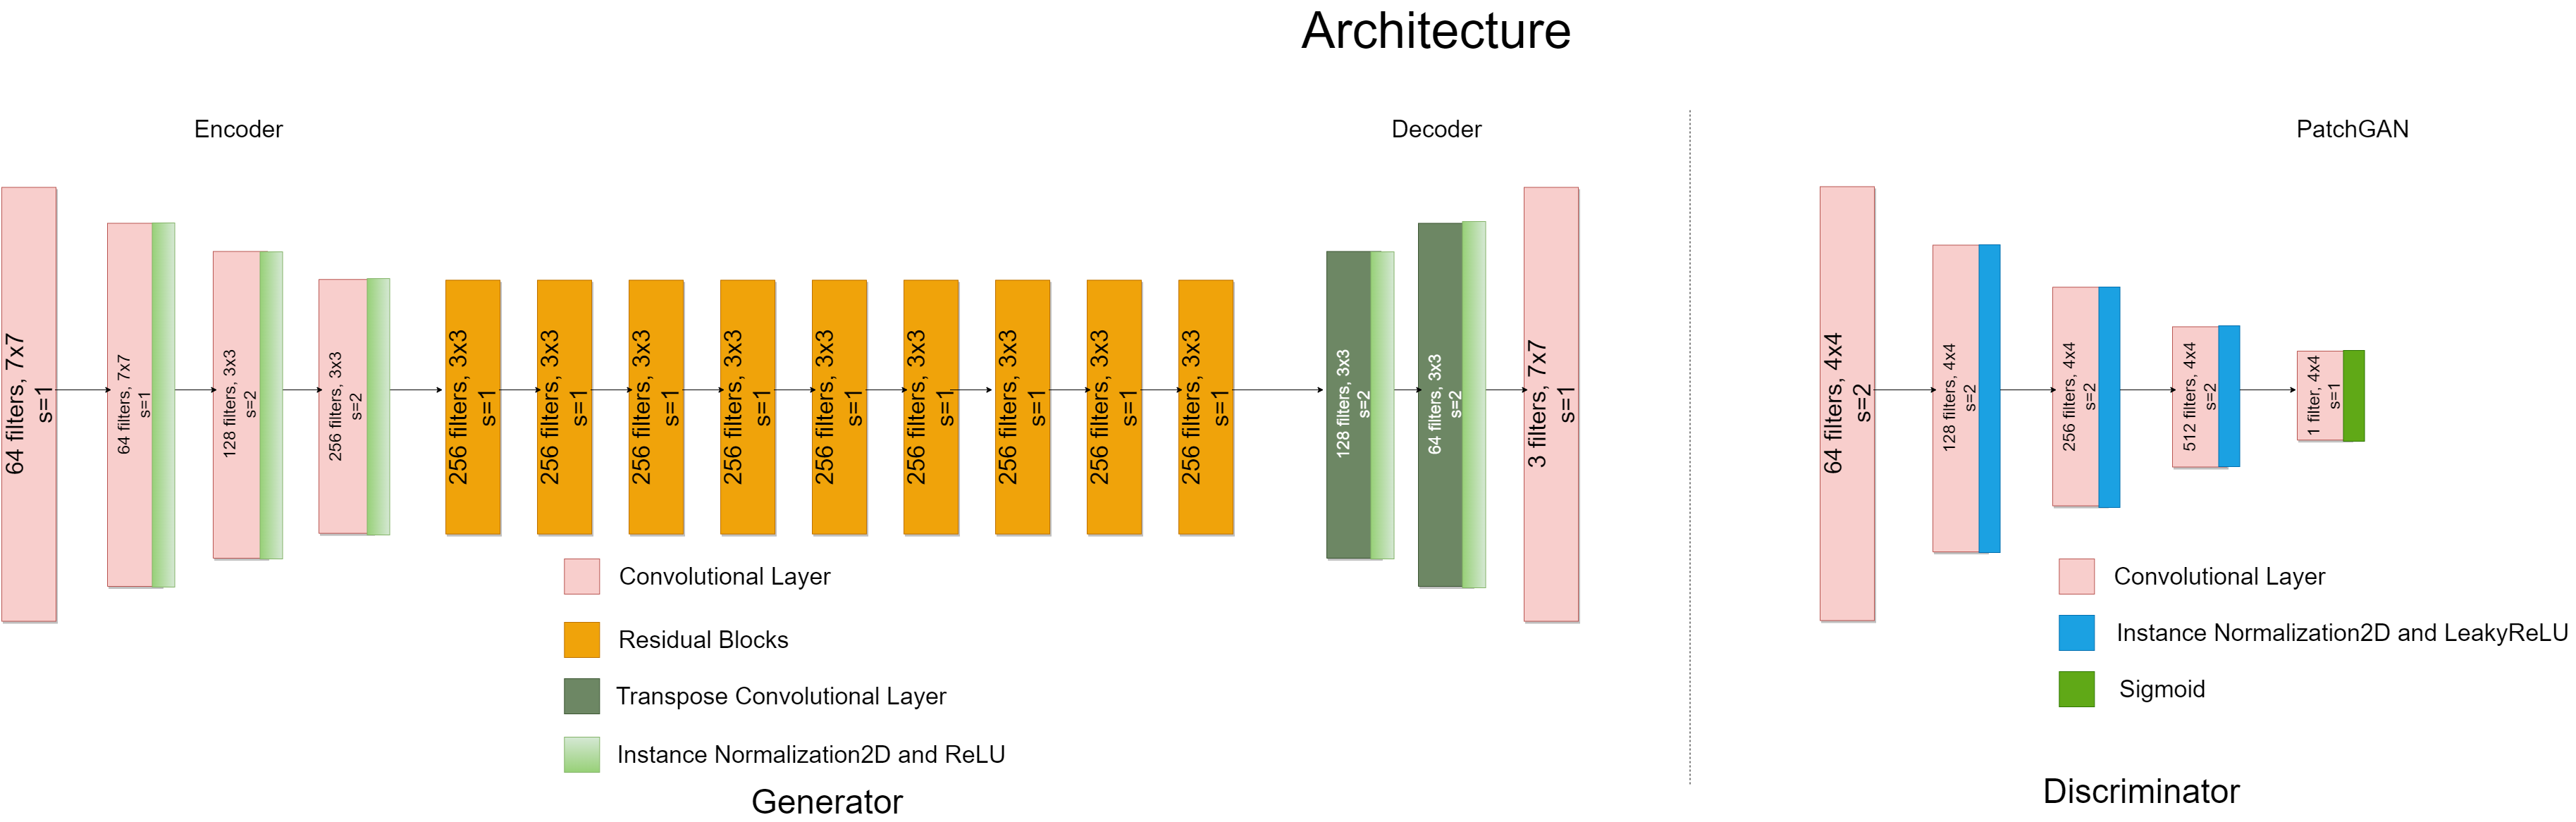 Architecture
Encoder
Decoder
PatchGAN
64 filters, 7x7
s=1
64 filters, 7x7
s=1
128 filters, 3x3
s=2
256 filters, 3x3
s=2
256 filters, 3x3
s=1
256 filters, 3x3
s=1
256 filters, 3x3
s=1
256 filters, 3x3
s=1
256 filters, 3x3
s=1
256 filters, 3x3
s=1
256 filters, 3x3
s=1
256 filters, 3x3
s=1
256 filters, 3x3
s=1
128 filters, 3x3
s=2
64 filters, 3x3
s=2
3 filters, 7x7
s=1
64 filters, 4x4
s=2
128 filters, 4x4
s=2
256 filters, 4x4
s=2
512 filters, 4x4
s=2
1 filter, 4x4
s=1
Convolutional Layer
Residual Blocks
Transpose Convolutional Layer
Instance Normalization2D and ReLU
Generator
Convolutional Layer
Instance Normalization2D and LeakyReLU
Sigmoid
Discriminator